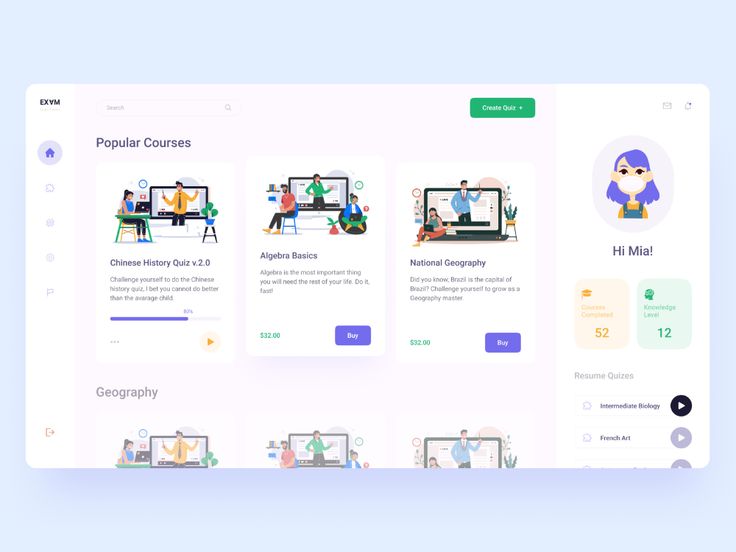 EXAM
Search
Create Quiz +
Popular Courses
Chinese History Quiz v.2.0
Challenge yourself to do the Chinese
history quiz, I bet you cannot do better
than the avarage child.
80%
Algebra Basics
Algebra is the most important thing
you will need the rest of your life. Do it,
fast!
$32.00
Buy
National Geography
Did you know, Brazil is the capital of
Brazil? Challenge yourself to grow as a
Geography master
$32.00
Buy
Geography
Hi Mia!
Courses
Completed
52
Knowledge
Level
12
Resume Quizes
Intermediate Biology
French Art